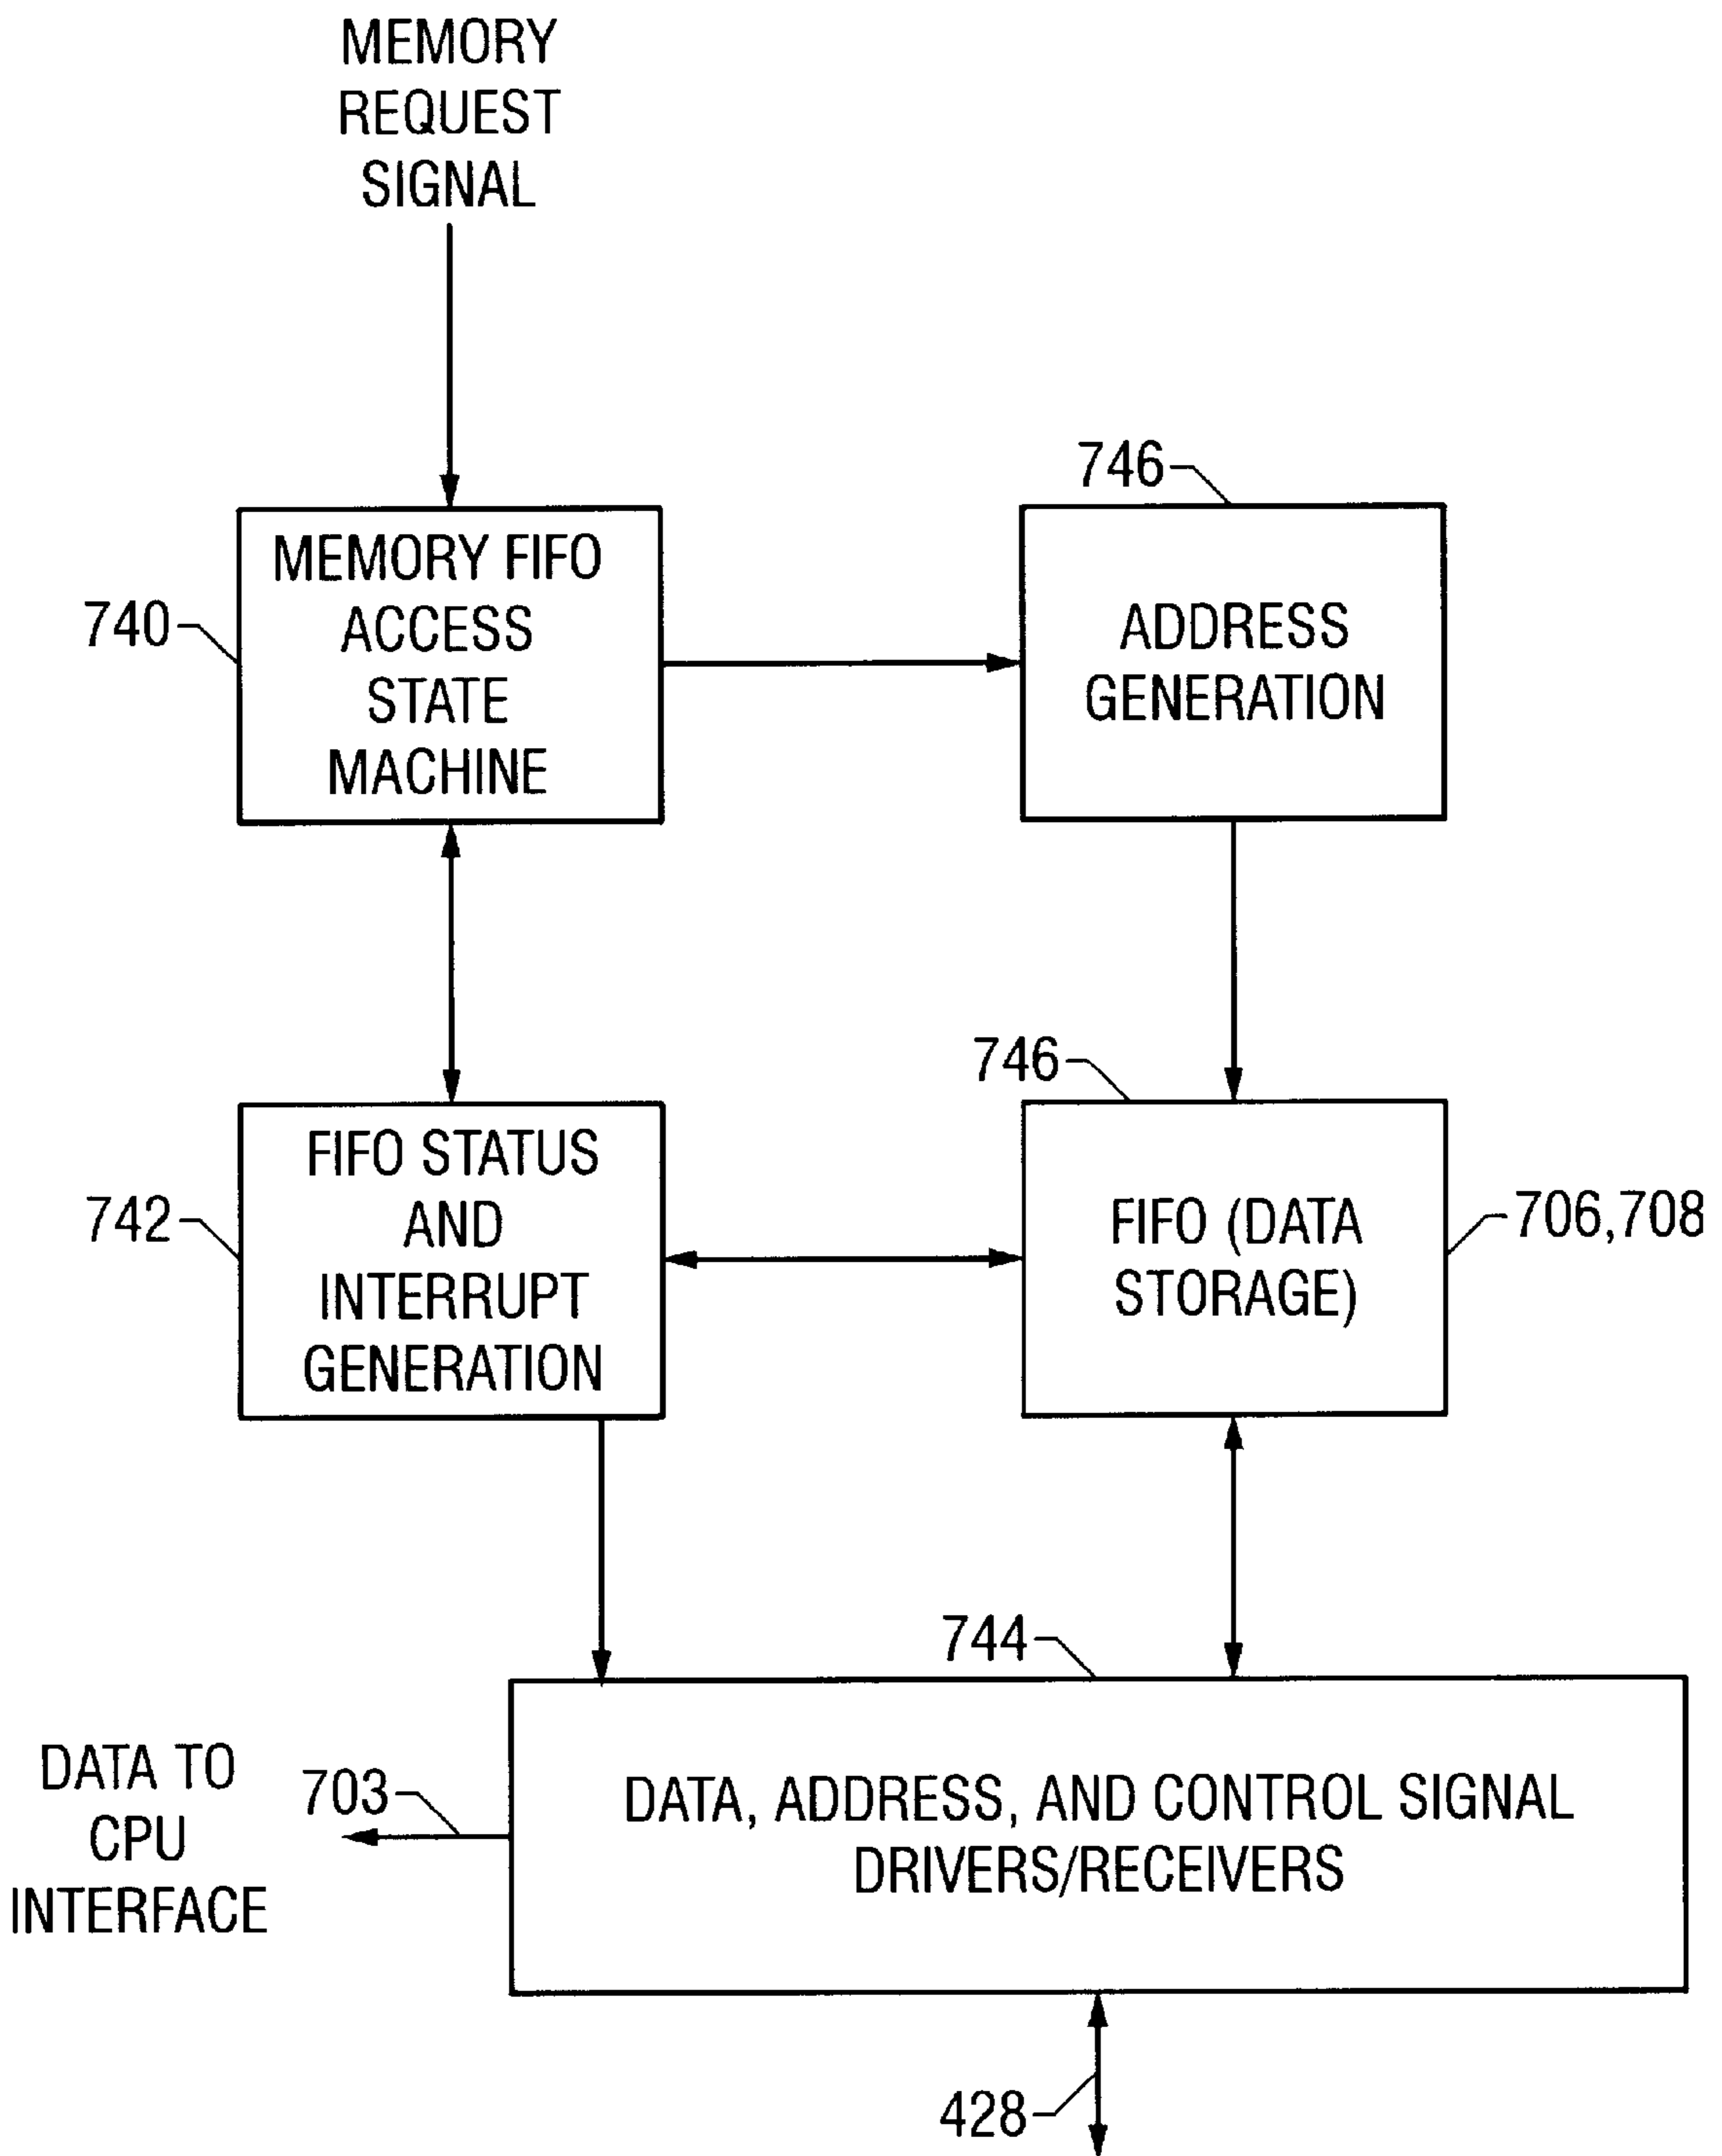 MEMORY
REQUEST
SIGNAL
746
MEMORY FIFO
ACCESS
STATE
MACHINE
740
ADDRESS
GENERATION
746
FIFO STATUS
AND
INTERRUPT
GENERATION
742
FIFO (DATA
STORAGE)
706,708
744
DATA TO
CPU
INTERFACE
703
DATA, ADDRESS, AND CONTROL SIGNAL
DRIVERS/RECEIVERS
428